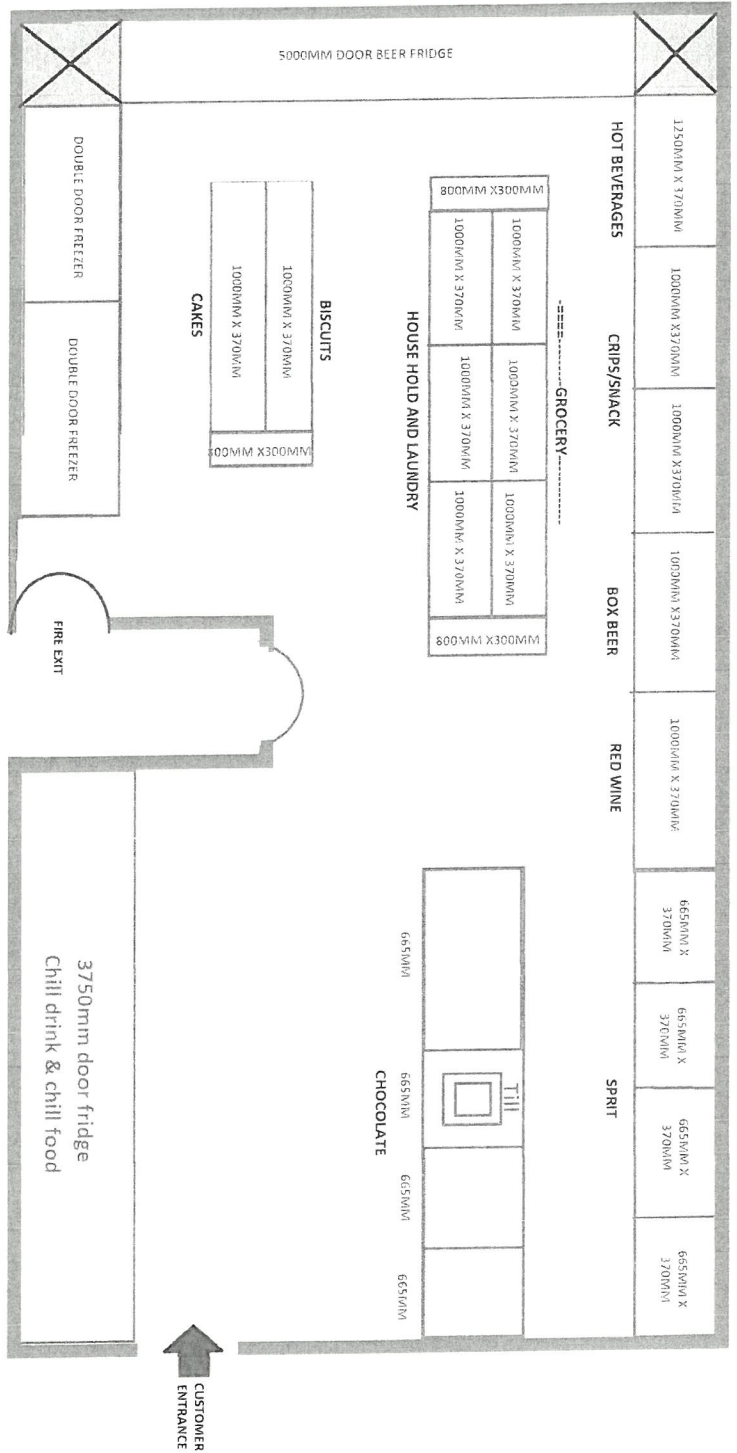 5000MM DOOR BEER FRIDGE
1250MM X 370MM
1000MM X370MM
1000MM X370MM
1000MM X370MM
1000MM X 370MM
665MM X
370MM
665MM X
370MM
665MM X
370MM
665MM X
370MM
HOT BEVERAGES
CRIPS/SNACK
BOX BEER
RED WINE
SPRIT
-====---------GROCERY--------------
800MM X300MM
1000MM X 370MM
1000MM X 370MM
1000MM X 370MM
1000MM X 370MM
1000MM X 370MM
1000MM X 370MM
800MM X300MM
HOUSE HOLD AND LAUNDRY
Till
665MM
665MM
665MM
665MM
CHOCOLATE
BISCUITS
1000MM X 370MM
1000MM X 370MM
CAKES
DOUBLE DOOR FREEZER
DOUBLE DOOR FREEZER
FIRE EXIT
3750mm door fridge
Chill drink & chill food
CUSTOMER
ENTRANCE